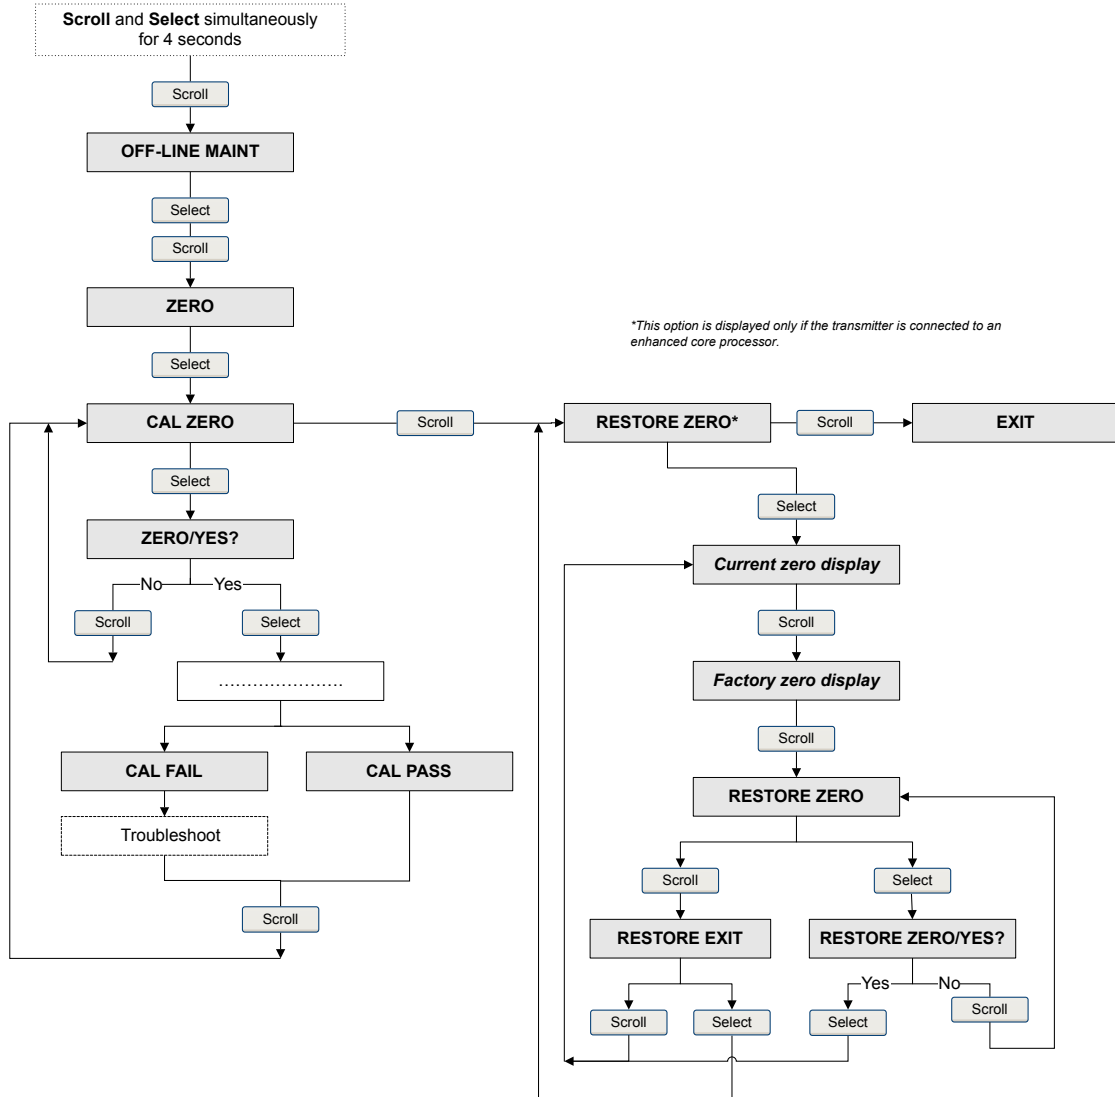 Scroll and Select simultaneously
for 4 seconds
Scroll
OFF-LINE MAINT
Select
Scroll
ZERO
*This option is displayed only if the transmitter is connected to an
enhanced core processor.
Select
CAL ZERO
Scroll
RESTORE ZERO*
Scroll
EXIT
Select
ZERO/YES?
No
Yes
Scroll
Select
……………………
CAL FAIL
CAL PASS
Troubleshoot
Scroll
Select
Current zero display
Scroll
Factory zero display
Scroll
RESTORE ZERO
Scroll
Select
RESTORE EXIT
RESTORE ZERO/YES?
Yes
No
Scroll
Select
Select
Scroll